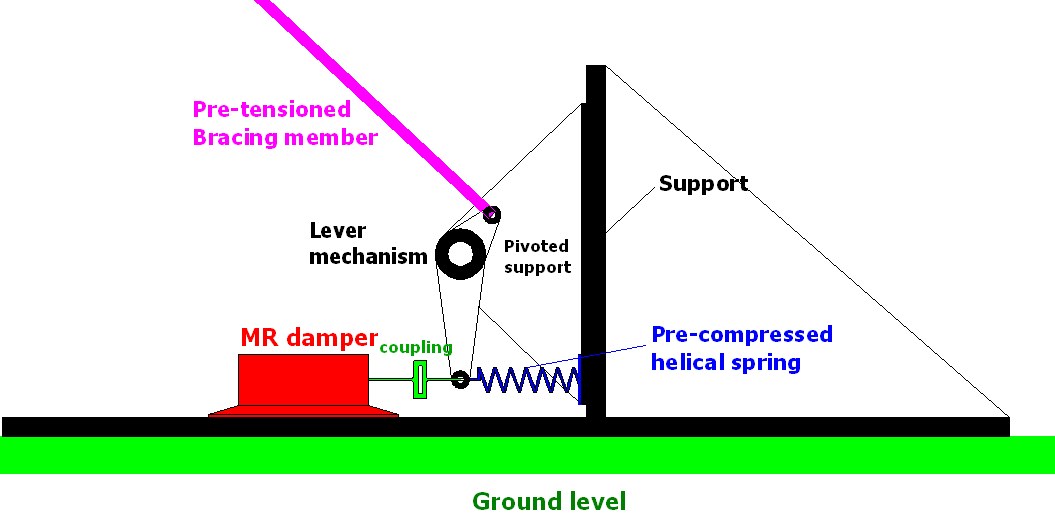 Pre-tensioned
Bracing member
Support
Lever
mechanism
Pivoted
support
MR damper
coupling
Pre-compressed
helical spring
Ground level